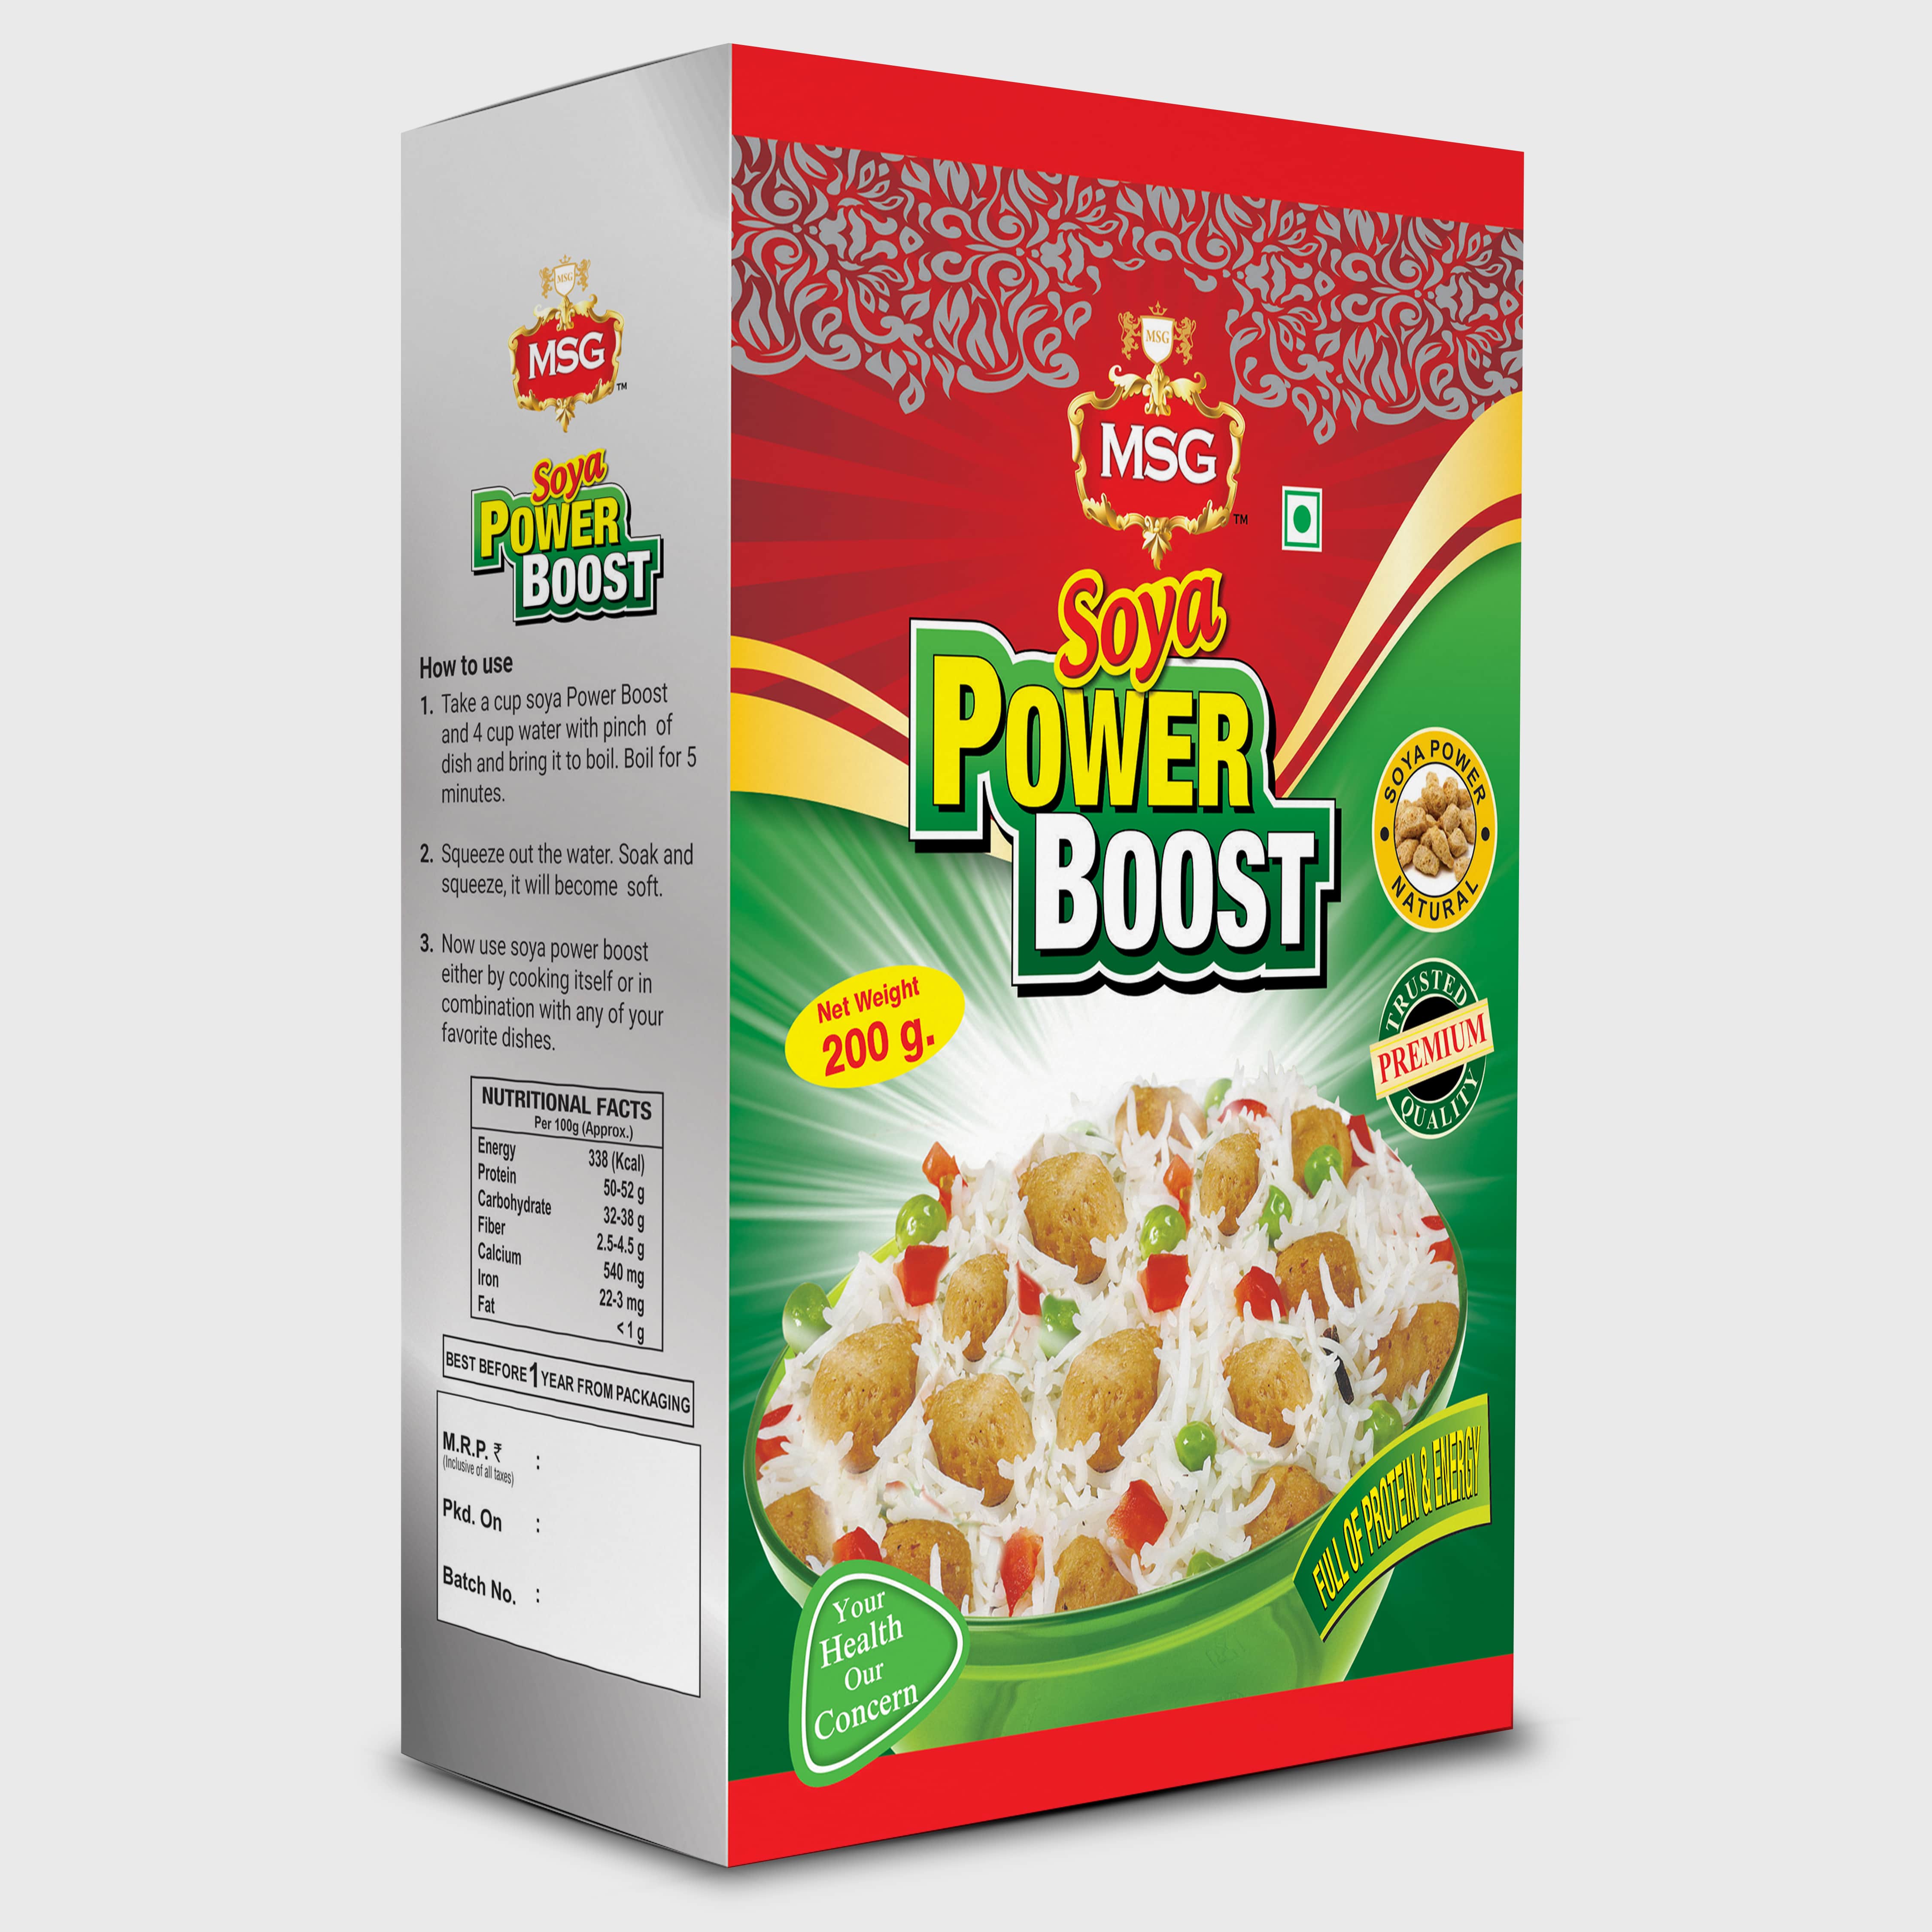 MSG
MSG
TM
Soya
POWER
BOOST
How to use
1. Take a cup soya Power Boost
and 4 cup water with pinch of
dish and bring it to boil. Boil for 5
minutes.
2. Squeeze out the water. Soak and
squeeze, it will become soft.
3. Now use soya power boost
either by cooking itself or in
combination with any of your
favorite dishes.
NUTRITIONAL FACTS
Per 100g (Approx.)
Energy 338 (Kcal)
Protein 50-52 g
Carbohydrate 32-38 g
Fiber 2.5-4.5 g
Calcium 540 mg
Iron 22-3 mg
Fat <1 g
BEST BEFORE 1 YEAR FROM PACKAGING
M.R.P. ₹ :
(Inclusive of all taxes)
Pkd. On :
Batch No. :
MSG
MSG
TM
Soya
POWER
BOOST
SOYA POWER
NATURAL
TRUSTED
PREMIUM
QUALITY
Net Weight
200 g.
FULL OF PROTEIN & ENERGY
Your
Health
Our
Concern